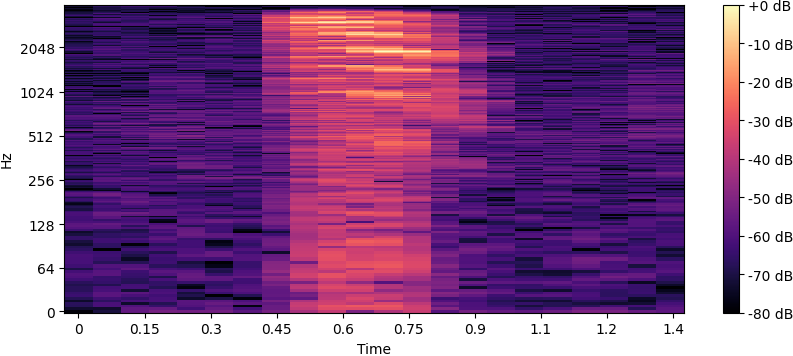 +0 dB
2048
-10 dB
1024
-20 dB
-30 dB
512
Hz
-40 dB
256
-50 dB
128
-60 dB
64
-70 dB
0
-80 dB
0 0.15 0.3 0.45 0.6 0.75 0.9 1.1 1.2 1.4
Time